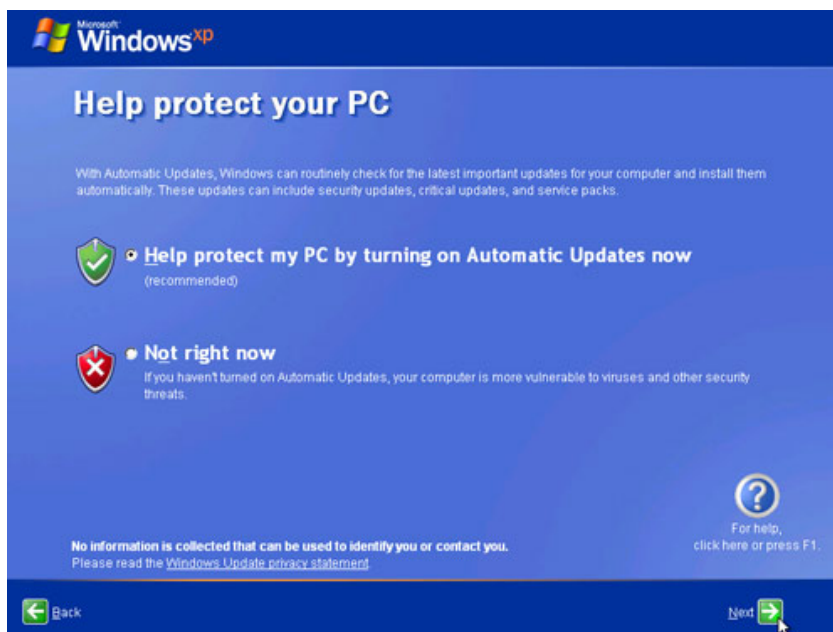 Microsoft
Windows xp
Help protect your PC
With Automatic Updates, Windows can routinely check for the latest important updates for your computer and install them
automatically. These updates can include security updates, critical updates, and service packs.
Help protect my PC by turning on Automatic Updates now
(recommended)
Not right now
If you haven't turned on Automatic Updates, your computer is more vulnerable to viruses and other security
threats.
For help,
click here or press F1.
No information is collected that can be used to identify you or contact you.
Please read the Windows Update privacy statement.
Back
Next